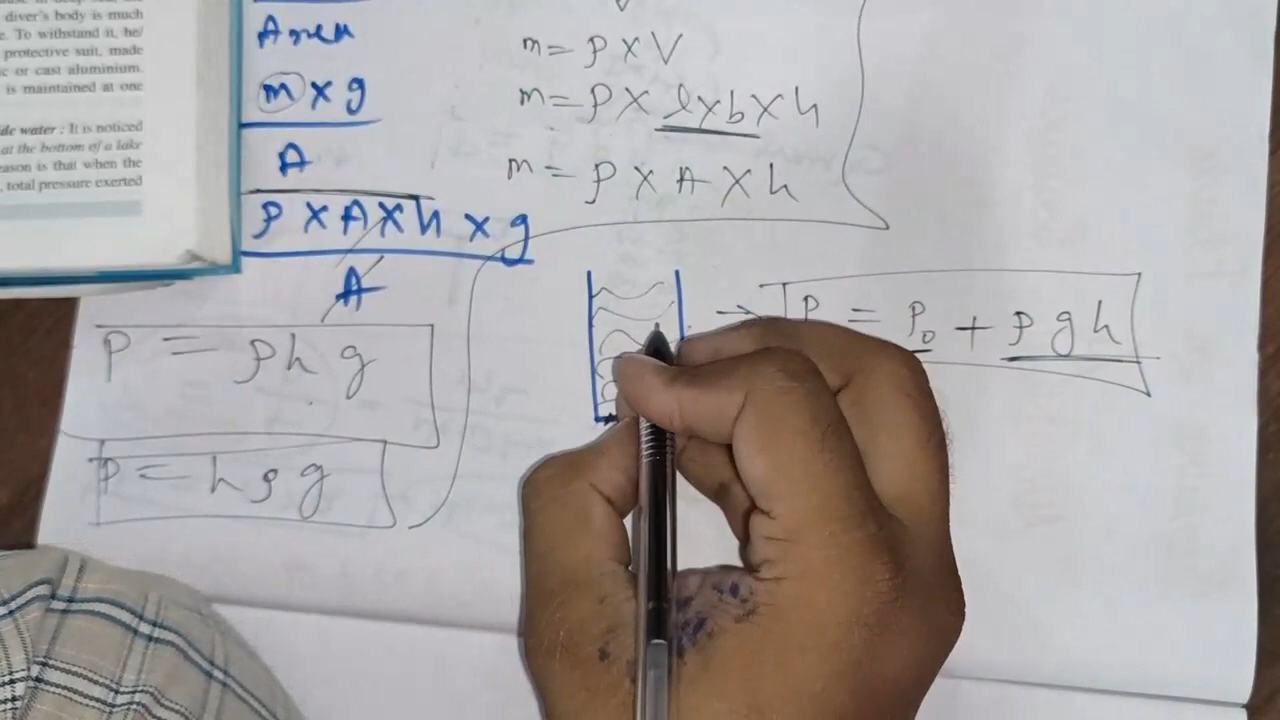 diver's body is much
e. To withstand it, he/
protective suit, made
c or cast aluminium.
is maintained at one
de water : It is noticed
at the bottom of a lake
eason is that when the
, total pressure exerted
Area
m × g
A
ρ × A × h × g
A
P = ρ h g
P = h ρ g
m = ρ × V
m = ρ × l × b × h
m = ρ × A × h
→ P = P₀ + ρ g h